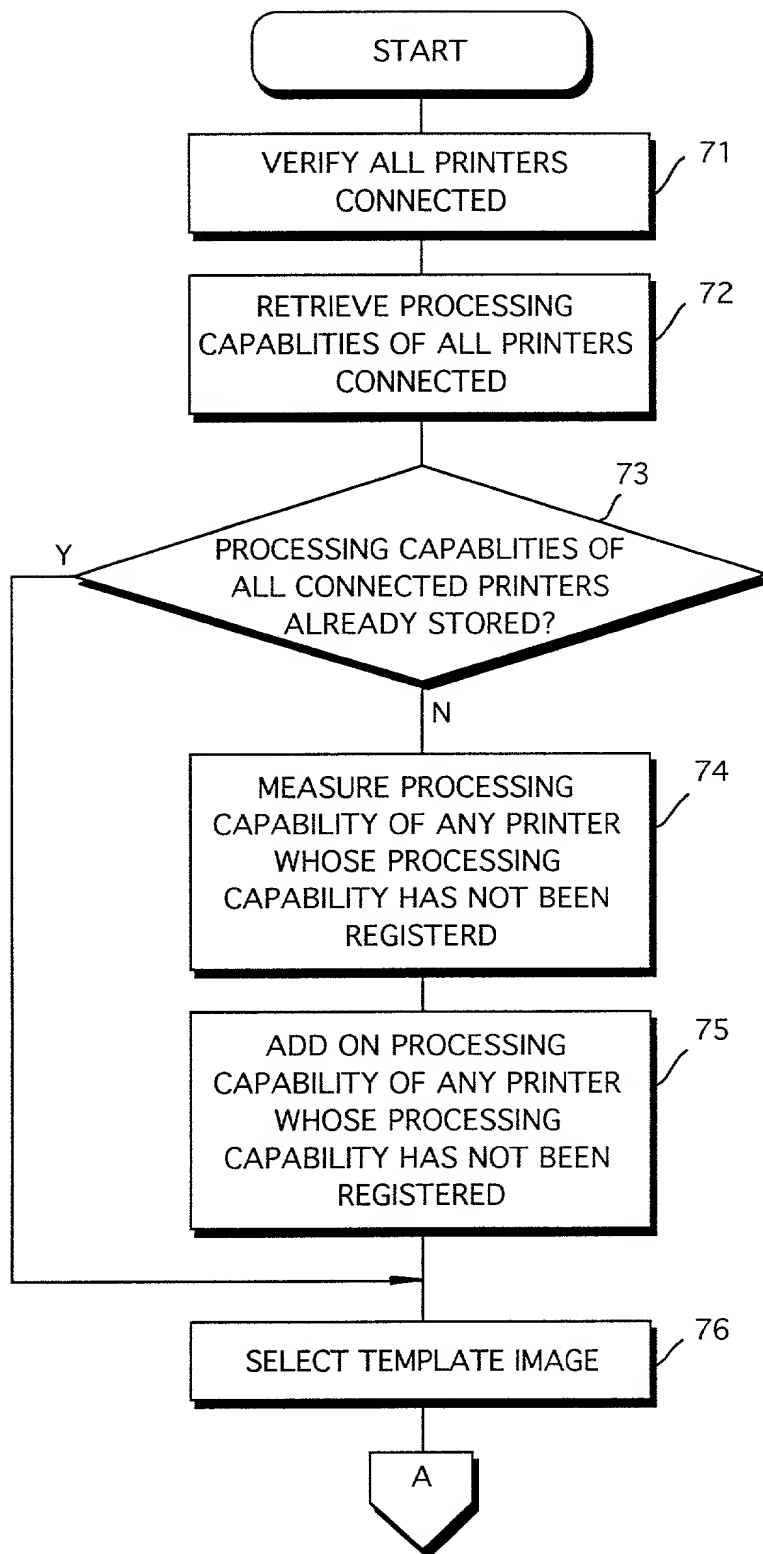 START
VERIFY ALL PRINTERS
CONNECTED
71
RETRIEVE PROCESSING
CAPABLITIES OF ALL PRINTERS
CONNECTED
72
73
Y
PROCESSING CAPABLITIES OF
ALL CONNECTED PRINTERS
ALREADY STORED?
N
MEASURE PROCESSING
CAPABILITY OF ANY PRINTER
WHOSE PROCESSING
CAPABILITY HAS NOT BEEN
REGISTERD
74
ADD ON PROCESSING
CAPABILITY OF ANY PRINTER
WHOSE PROCESSING
CAPABILITY HAS NOT BEEN
REGISTERED
75
SELECT TEMPLATE IMAGE
76
A